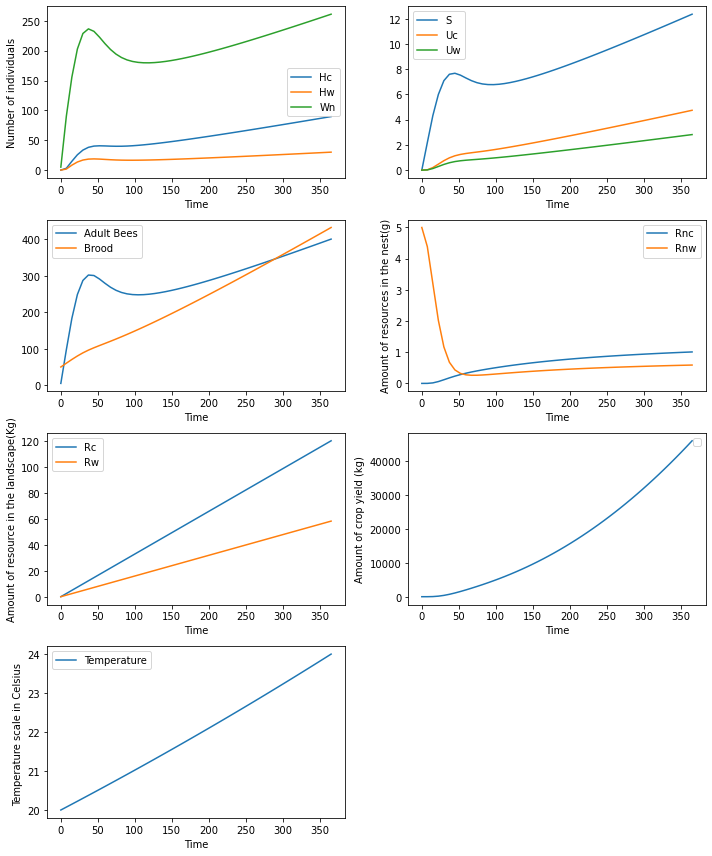 Number of individuals
250
200
150
100
50
0
Hc
Hw
Wn
0 50 100 150 200 250 300 350
Time
12
10
8
6
4
2
0
S
Uc
Uw
0 50 100 150 200 250 300 350
Time
400
300
200
100
0
Adult Bees
Brood
0 50 100 150 200 250 300 350
Time
Amount of resources in the nest(g)
5
4
3
2
1
0
Rnc
Rnw
0 50 100 150 200 250 300 350
Time
Amount of resource in the landscape(Kg)
120
100
80
60
40
20
0
Rc
Rw
0 50 100 150 200 250 300 350
Time
Amount of crop yield (kg)
40000
30000
20000
10000
0
0 50 100 150 200 250 300 350
Time
Temperature scale in Celsius
24
23
22
21
20
Temperature
0 50 100 150 200 250 300 350
Time